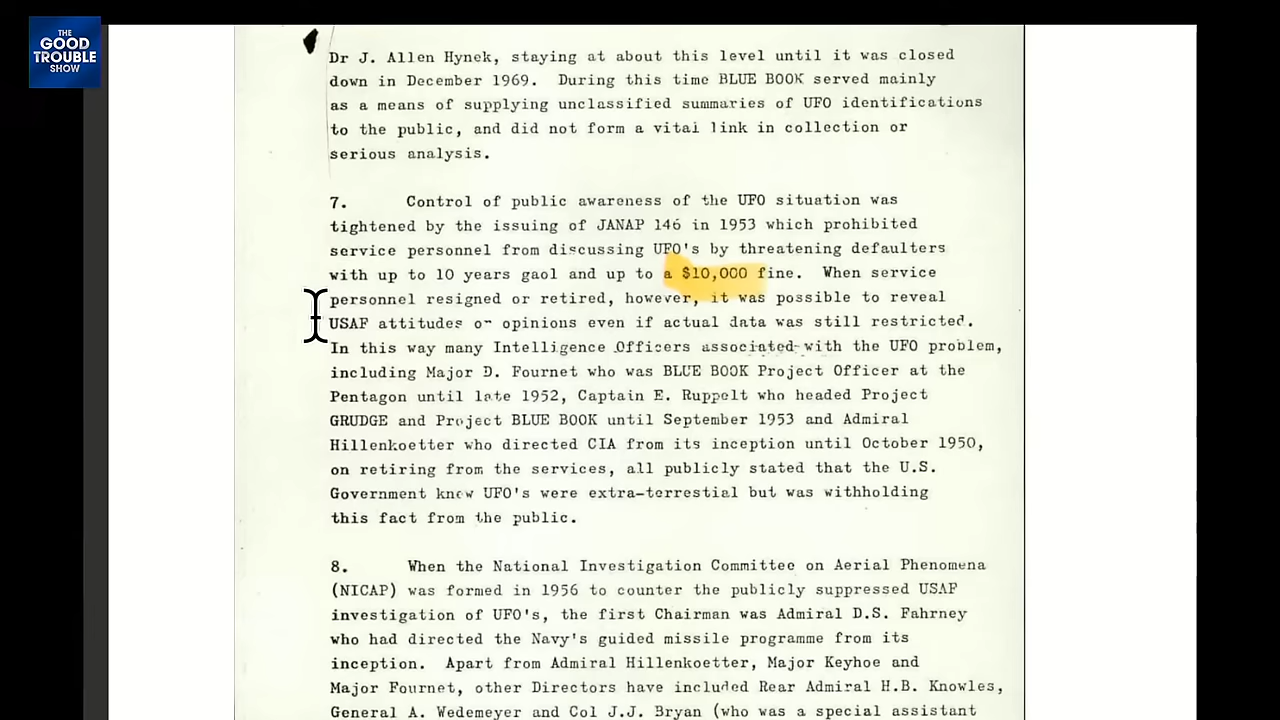 THE
GOOD
TROUBLE
SHOW
Dr J. Allen Hynek, staying at about this level until it was closed
down in December 1969. During this time BLUE BOOK served mainly
as a means of supplying unclassified summaries of UFO identifications
to the public, and did not form a vital link in collection or
serious analysis.
7. Control of public awareness of the UFO situation was
tightened by the issuing of JANAP 146 in 1953 which prohibited
service personnel from discussing UFO's by threatening defaulters
with up to 10 years gaol and up to a $10,000 fine. When service
personnel resigned or retired, however, it was possible to reveal
USAF attitudes or opinions even if actual data was still restricted.
In this way many Intelligence Officers associated with the UFO problem,
including Major D. Fournet who was BLUE BOOK Project Officer at the
Pentagon until late 1952, Captain E. Ruppelt who headed Project
GRUDGE and Project BLUE BOOK until September 1953 and Admiral
Hillenkoetter who directed CIA from its inception until October 1950,
on retiring from the services, all publicly stated that the U.S.
Government knew UFO's were extra-terrestial but was withholding
this fact from the public.
8. When the National Investigation Committee on Aerial Phenomena
(NICAP) was formed in 1956 to counter the publicly suppressed USAF
investigation of UFO's, the first Chairman was Admiral D.S. Fahrney
who had directed the Navy's guided missile programme from its
inception. Apart from Admiral Hillenkoetter, Major Keyhoe and
Major Fournet, other Directors have included Rear Admiral H.B. Knowles,
General A. Wedemeyer and Col J.J. Bryan (who was a special assistant